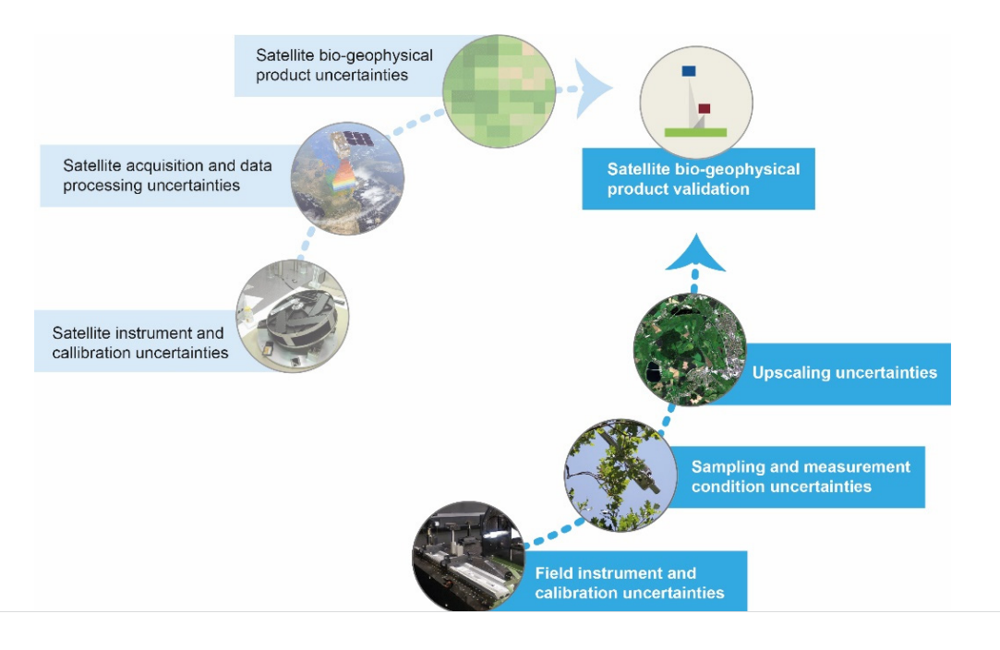 Satellite bio-geophysical
product uncertainties
Satellite acquisition and data
processing uncertainties
Satellite bio-geophysical
product validation
Satellite instrument and
callibration uncertainties
Upscaling uncertainties
Sampling and measurement
condition uncertainties
Field instrument and
calibration uncertainties